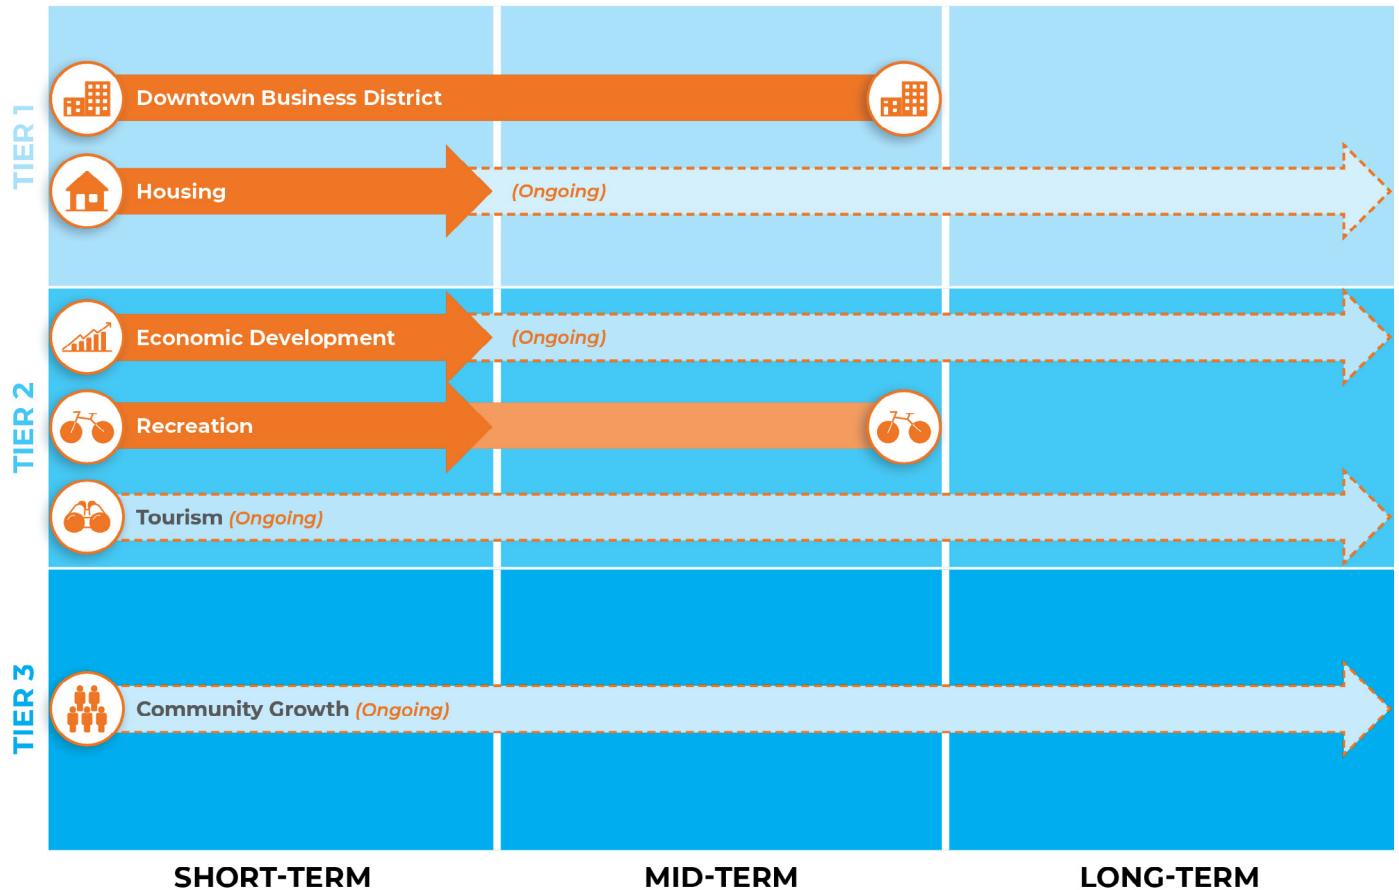 TIER 1
Downtown Business District
Housing
(Ongoing)
TIER 2
Economic Development
(Ongoing)
Recreation
Tourism (Ongoing)
TIER 3
Community Growth (Ongoing)
SHORT-TERM
MID-TERM
LONG-TERM